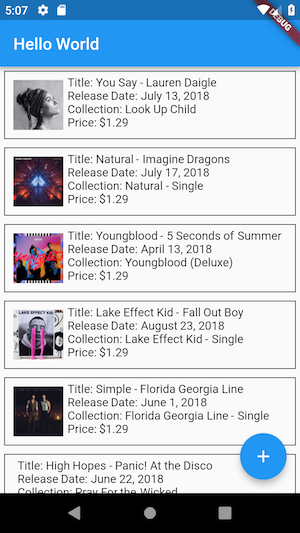 5:07
DEBUG
Hello World
Title: You Say - Lauren Daigle
Release Date: July 13, 2018
Collection: Look Up Child
Price: $1.29
Title: Natural - Imagine Dragons
Release Date: July 17, 2018
Collection: Natural - Single
Price: $1.29
Title: Youngblood - 5 Seconds of Summer
Release Date: April 13, 2018
Collection: Youngblood (Deluxe)
Price: $1.29
LAKE EFFECT KID
Title: Lake Effect Kid - Fall Out Boy
Release Date: August 23, 2018
Collection: Lake Effect Kid - Single
Price: $1.29
Title: Simple - Florida Georgia Line
Release Date: June 1, 2018
Collection: Florida Georgia Line - Single
Price: $1.29
Title: High Hopes - Panic! At the Disco
Release Date: June 22, 2018
Collection: Pray For the Wicked